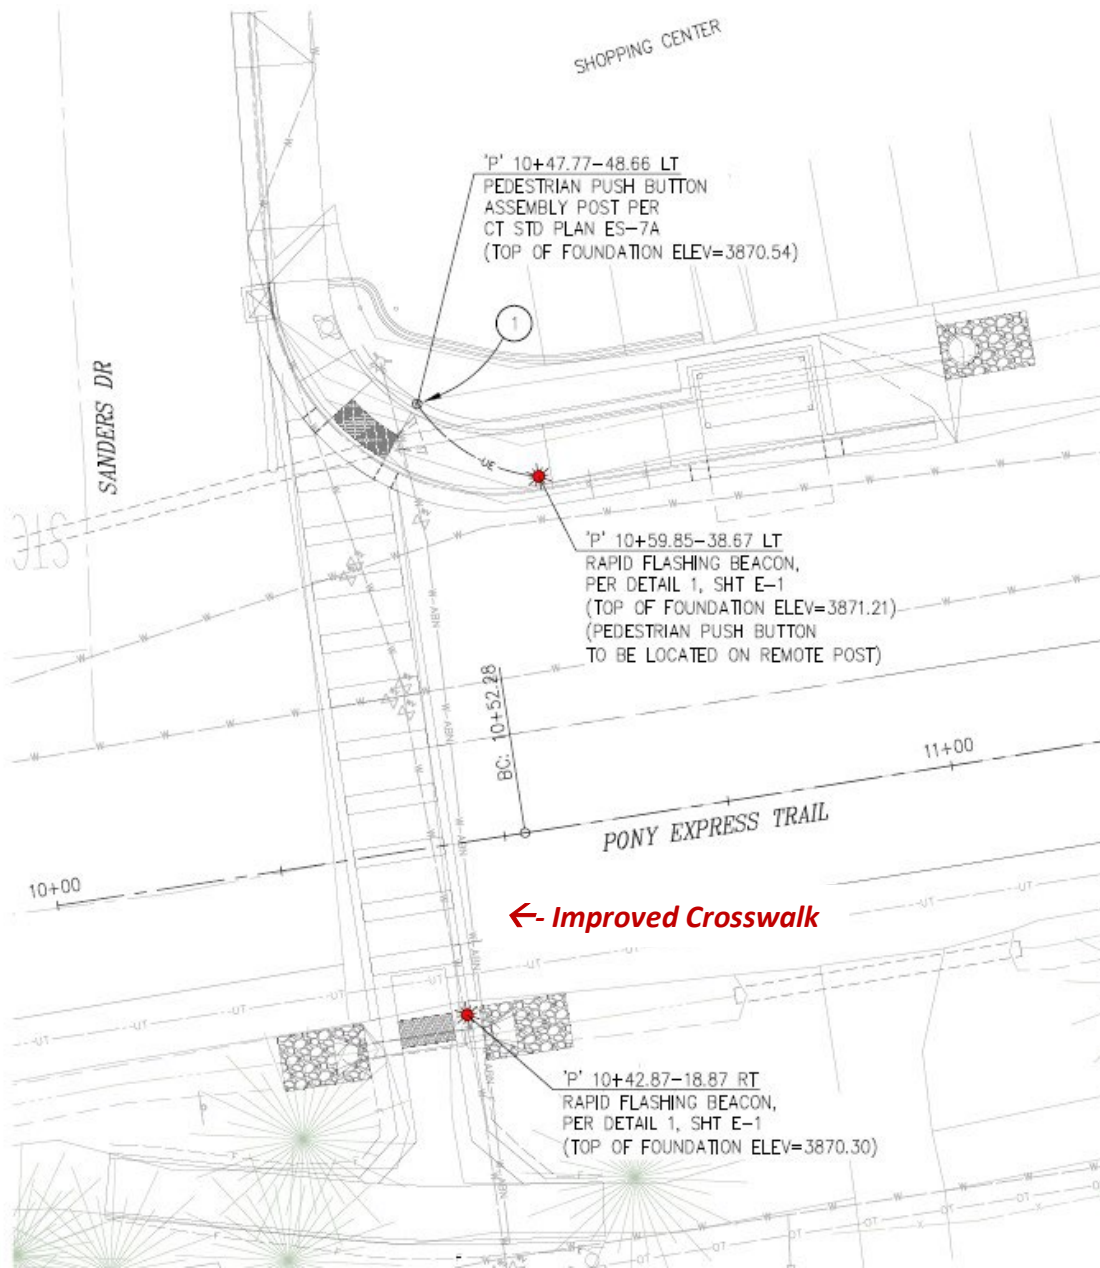 SHOPPING CENTER
'P' 10+47.77-48.66 LT
PEDESTRIAN PUSH BUTTON
ASSEMBLY POST PER
CT STD PLAN ES-7A
(TOP OF FOUNDATION ELEV=3870.54)
1
SANDERS DR
UE
'P' 10+59.85-38.67 LT
RAPID FLASHING BEACON,
PER DETAIL 1, SHT E-1
(TOP OF FOUNDATION ELEV=3871.21)
(PEDESTRIAN PUSH BUTTON
TO BE LOCATED ON REMOTE POST)
BC: 10+52.28
11+00
PONY EXPRESS TRAIL
10+00
←- Improved Crosswalk
'P' 10+42.87-18.87 RT
RAPID FLASHING BEACON,
PER DETAIL 1, SHT E-1
(TOP OF FOUNDATION ELEV=3870.30)
W
W-ABN
UT
OT